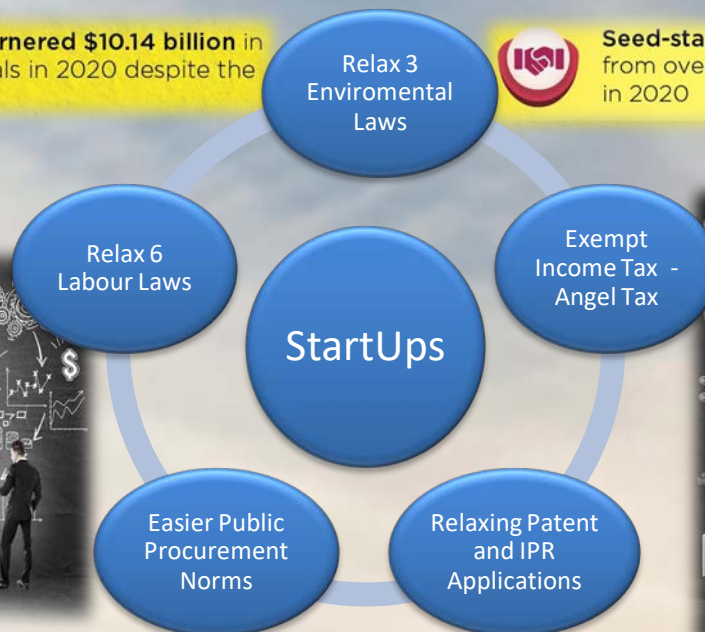 rnered $10.14 billion in
als in 2020 despite the
Seed-sta
from ove
in 2020
Relax 3
Enviromental
Laws
Relax 6
Labour Laws
Exempt
Income Tax -
Angel Tax
StartUps
$
Easier Public
Procurement
Norms
Relaxing Patent
and IPR
Applications